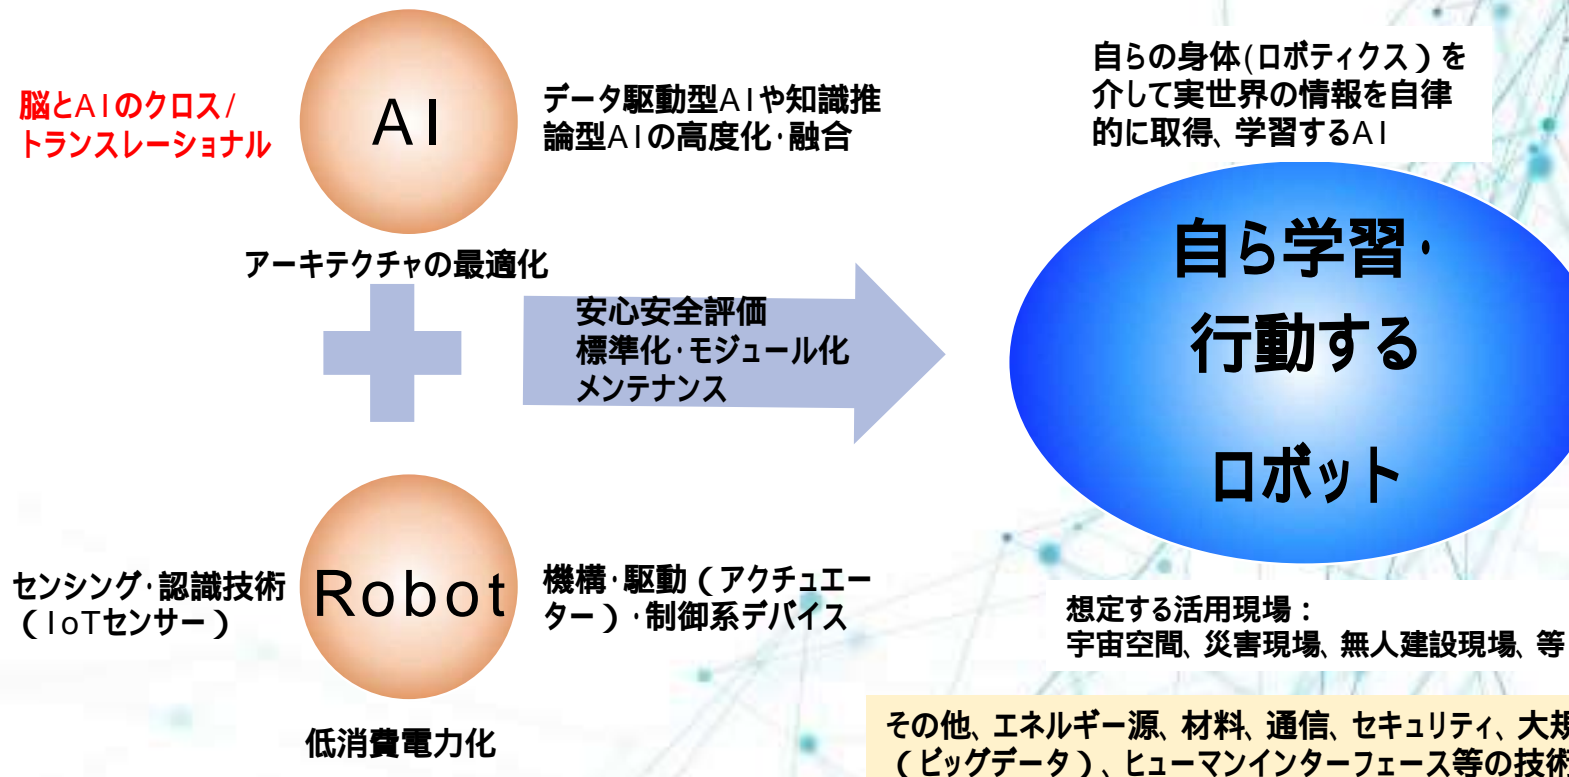 脳とAIのクロス/
トランスレーショナル
AI
データ駆動型AIや知識推
論型AIの高度化・融合
アーキテクチャの最適化
安心安全評価
標準化・モジュール化
メンテナンス
Robot
センシング・認識技術
(IoTセンサー)
機構・駆動(アクチュエー
ター)・制御系デバイス
低消費電力化
自らの身体(ロボティクス)を
介して実世界の情報を自律
的に取得、学習するAI
自ら学習・
行動する
ロボット
想定する活用現場:
宇宙空間、災害現場、無人建設現場、等
その他、エネルギー源、材料、通信、セキュリティ、大規
(ビッグデータ)、ヒューマンインターフェース等の技術